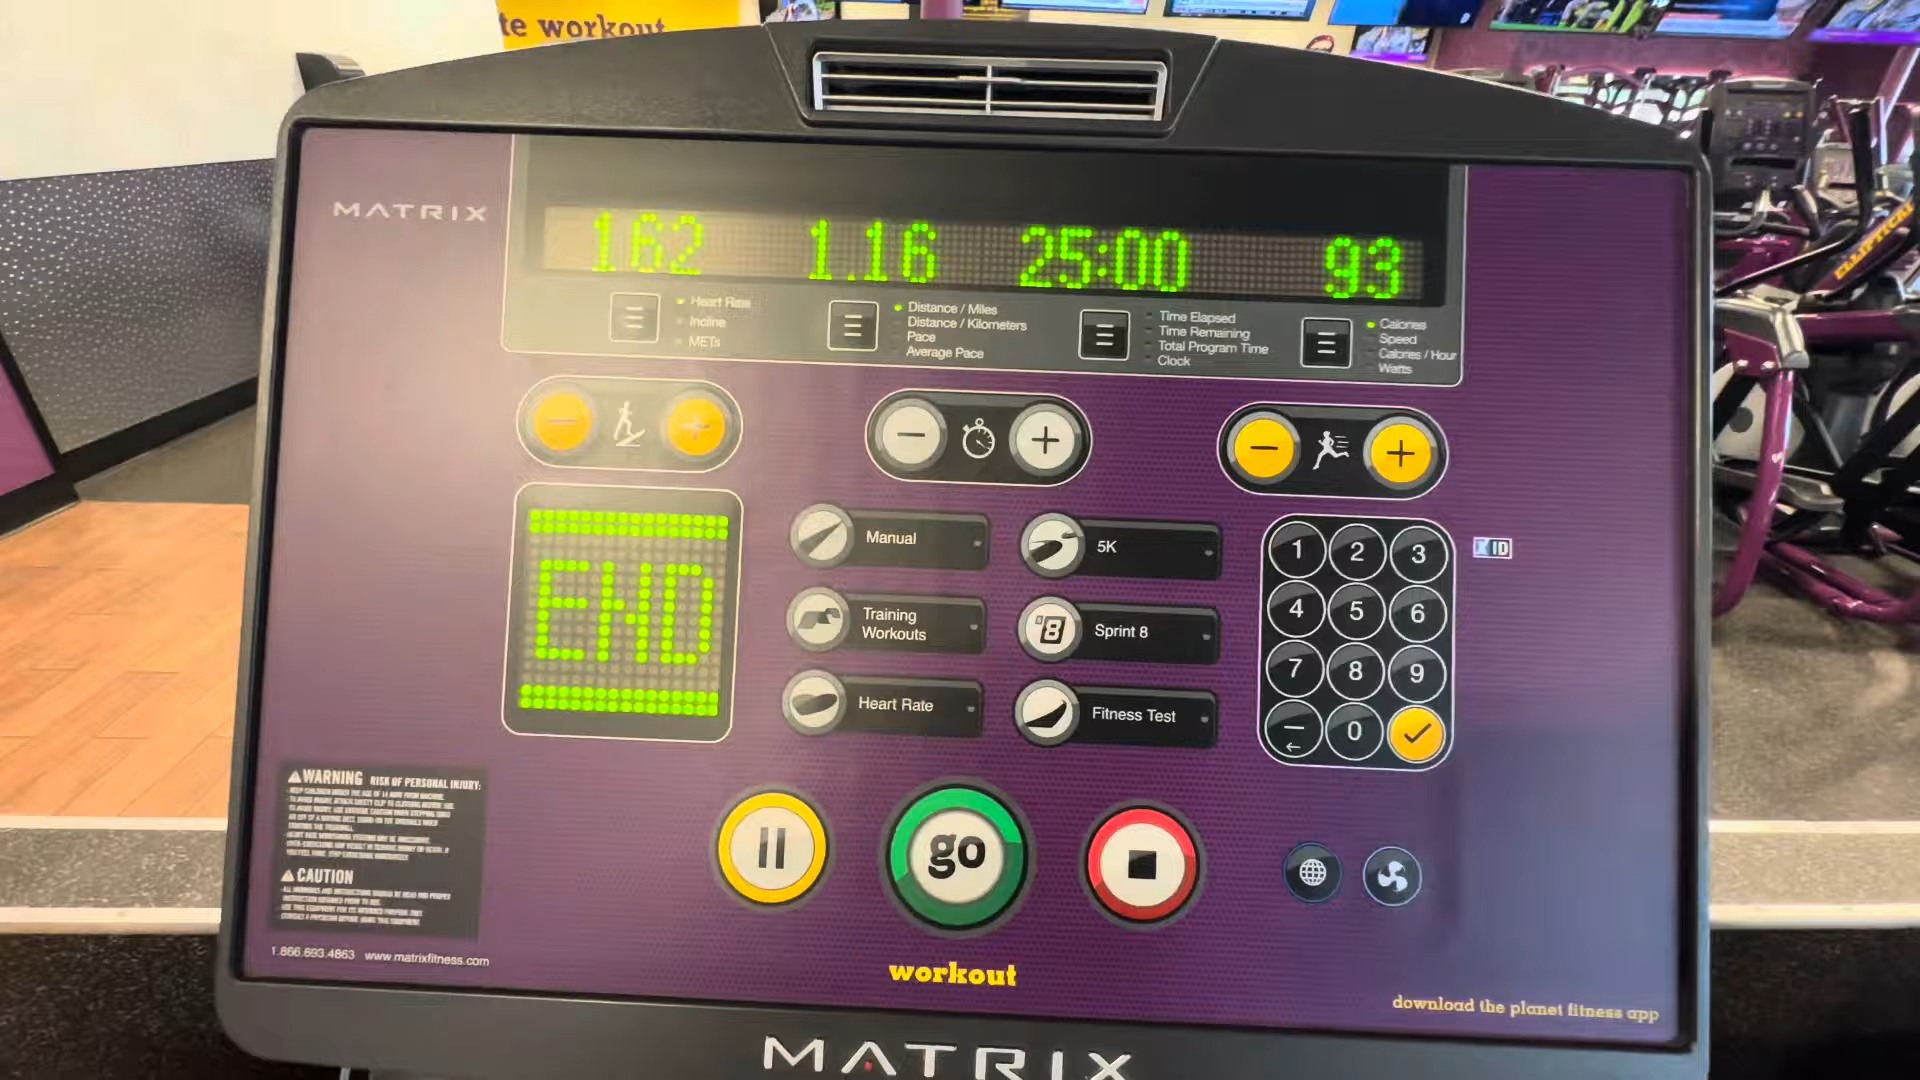 te workout
MATRIX
162 1.16 25:00 93
Heart Rate
Incline
METs
Distance / Miles
Distance / Kilometers
Pace
Average Pace
Time Elapsed
Time Remaining
Total Program Time
Clock
Calories
Speed
Calories / Hour
Watts
END
Manual
Training
Workouts
Heart Rate
5K
Sprint 8
Fitness Test
1 2 3
4 5 6
7 8 9
0
ID
WARNING RISK OF PERSONAL INJURY:
CAUTION
1.866.693.4863 www.matrixfitness.com
go
workout
download the planet fitness app
MATRIX
ELLIPTICAL